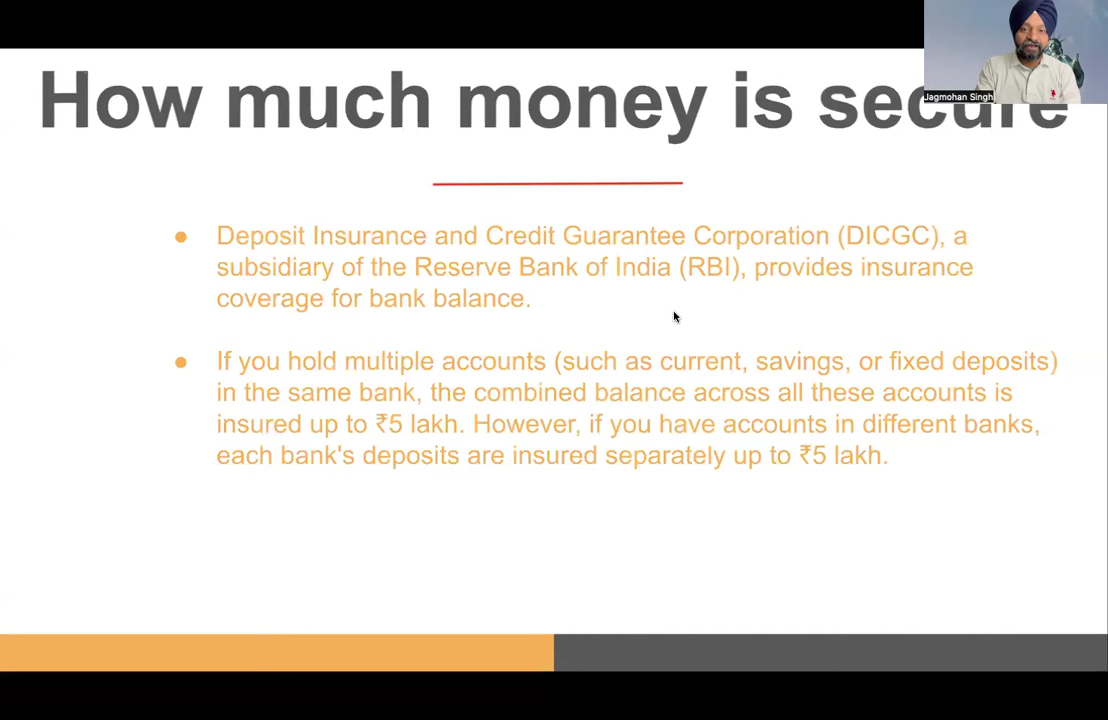 How much money is secure
Jagmohan Singh
● Deposit Insurance and Credit Guarantee Corporation (DICGC), a
subsidiary of the Reserve Bank of India (RBI), provides insurance
coverage for bank balance.
● If you hold multiple accounts (such as current, savings, or fixed deposits)
in the same bank, the combined balance across all these accounts is
insured up to ₹5 lakh. However, if you have accounts in different banks,
each bank's deposits are insured separately up to ₹5 lakh.